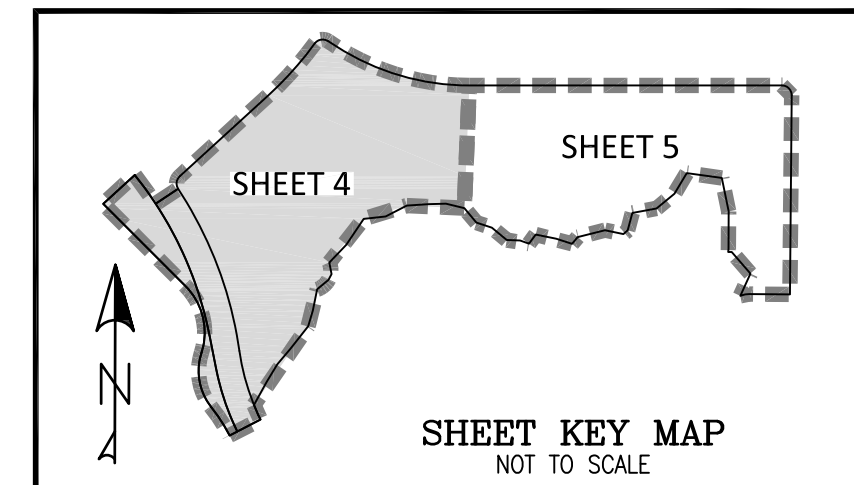 SHEET 5
SHEET 4
N
SHEET KEY MAP
NOT TO SCALE